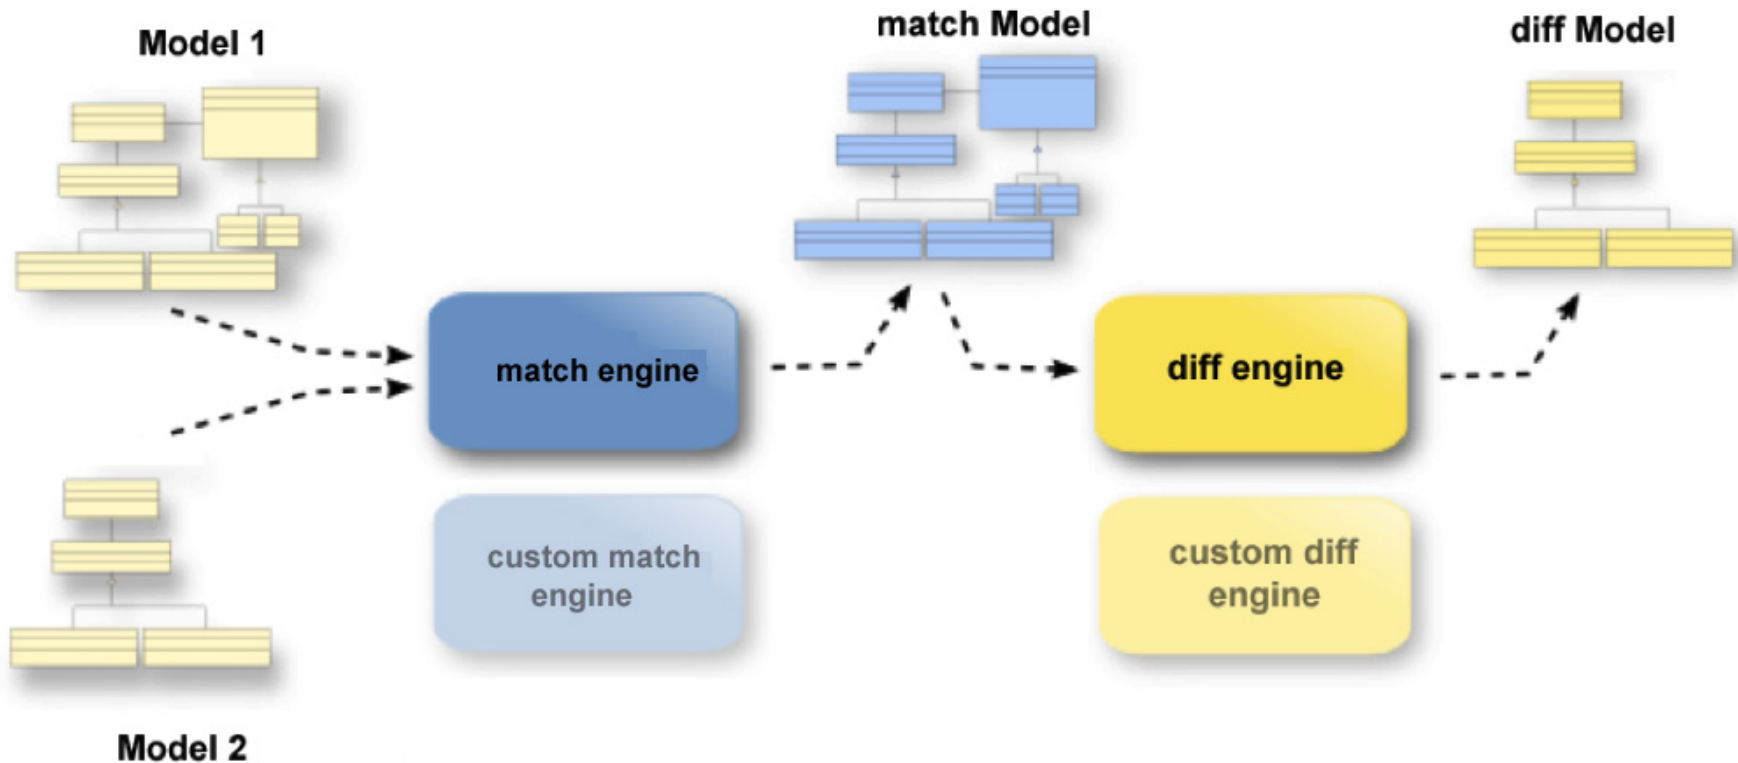 Model 1
match Model
diff Model
match engine
diff engine
custom match
engine
custom diff
engine
Model 2